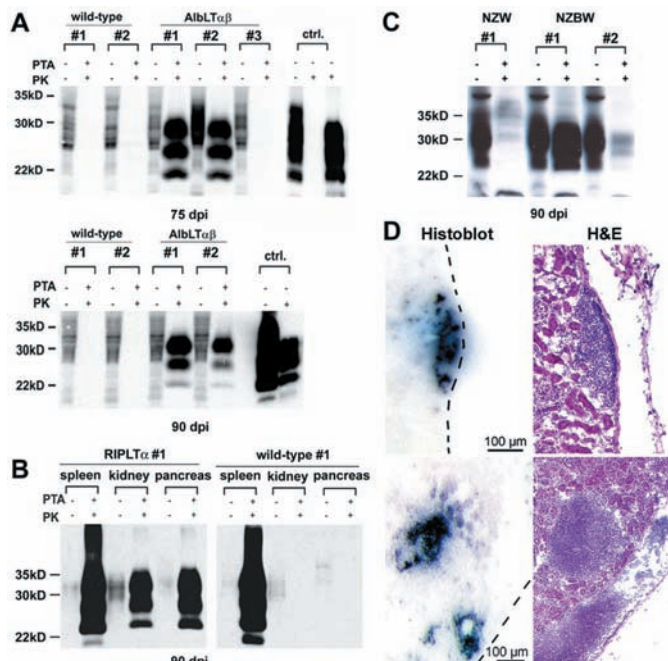 A
wild-type AlbLTαβ
#1 #2 #1 #2 #3 ctrl.
PTA - + - + - + - + - + - - +
PK - + - + - + - + - + - + +
35kD
30kD
22kD
75 dpi
wild-type AlbLTαβ
#1 #2 #1 #2 ctrl.
PTA - + - + - + - + - -
PK - + - + - + - + - +
35kD
30kD
22kD
90 dpi
B
RIPLTα #1 wild-type #1
spleen kidney pancreas spleen kidney pancreas
PTA - + - + - + - + - + - +
PK - + - + - + - + - + - +
35kD
30kD
22kD
90 dpi
C
NZW NZBW
#1 #1 #2
- + - + - +
- + - + - +
35kD
30kD
22kD
90 dpi
D
Histoblot H&E
100 µm
100 µm